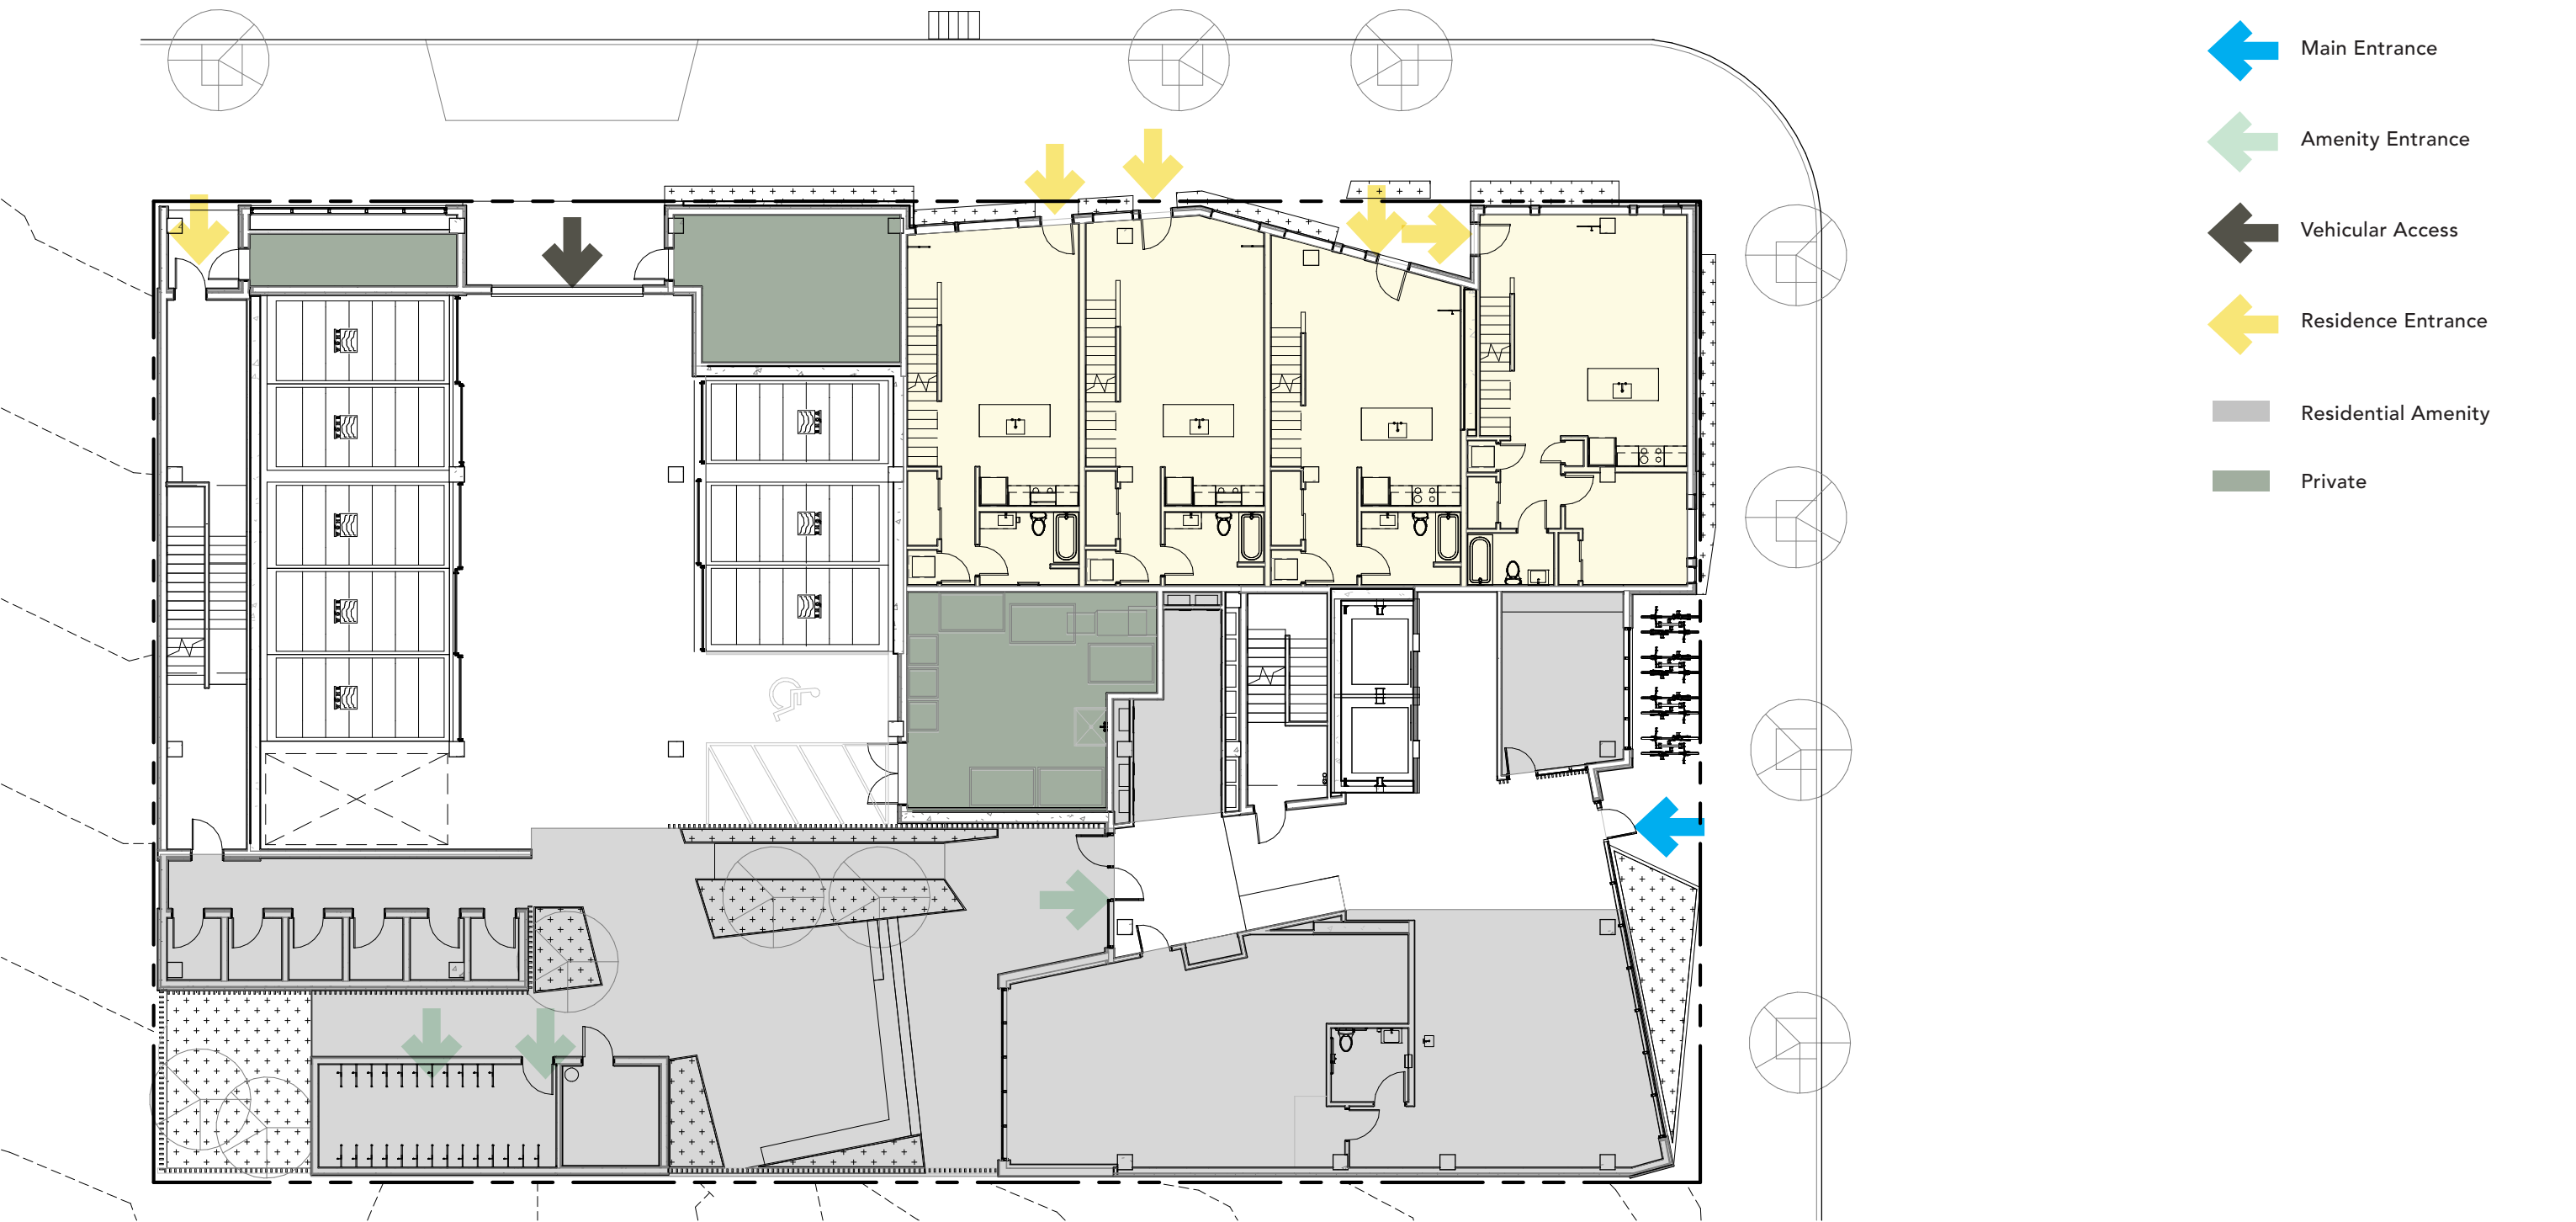 Main Entrance
Amenity Entrance
Vehicular Access
Residence Entrance
Residential Amenity
Private